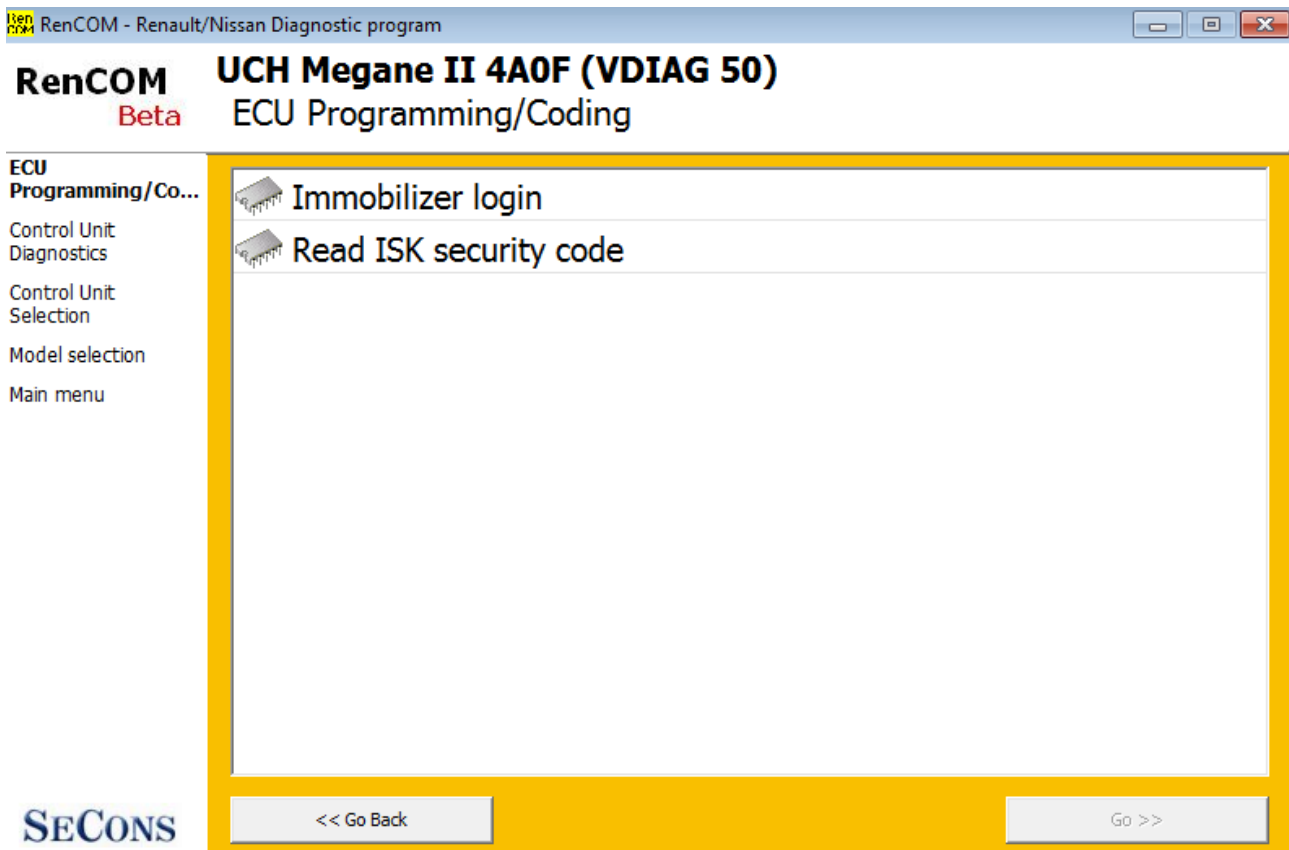 RenCOM - Renault/Nissan Diagnostic program
RenCOM
Beta
UCH Megane II 4A0F (VDIAG 50)
ECU Programming/Coding
ECU
Programming/Co...
Control Unit
Diagnostics
Control Unit
Selection
Model selection
Main menu
Immobilizer login
Read ISK security code
SECONS
<< Go Back
Go >>